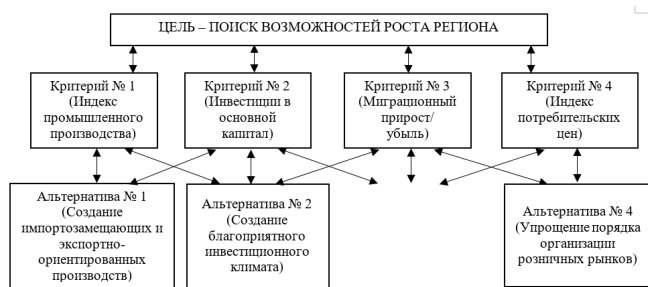 ЦЕЛЬ – ПОИСК ВОЗМОЖНОСТЕЙ РОСТА РЕГИОНА
Критерий № 1
(Индекс
промышленного
производства)
Критерий № 2
(Инвестиции в
основной
капитал)
Критерий № 3
(Миграционный
прирост/
убыль)
Критерий № 4
(Индекс
потребительских
цен)
Альтернатива № 1
(Создание
импортозамещающих и
экспортно-
ориентированных
производств)
Альтернатива № 2
(Создание
благоприятного
инвестиционного
климата)
Альтернатива № 4
(Упрощение порядка
организации
розничных рынков)